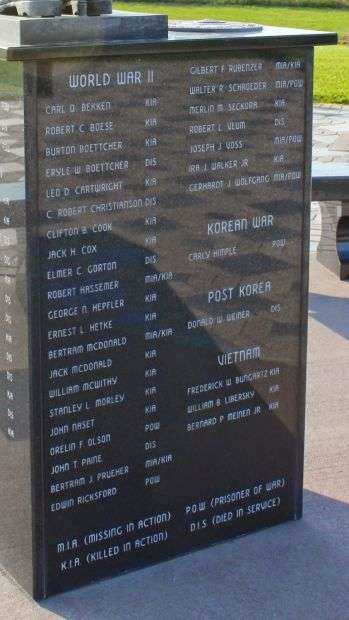 WORLD WAR II
CARL O. BEKKEN KIA
ROBERT C BOESE KIA
BURTON BOETTCHER KIA
ERSYLE W BOETTCHER DIS
LEO D CARTWRIGHT KIA
C ROBERT CHRISTIANSON DIS
CLIFTON B COOK KIA
JACK H COX KIA
ELMER C GORTON DIS
ROBERT HASSEMER MIA/KIA
GEORGE N HEPFLER KIA
ERNEST L HETKE KIA
BERTRAM MCDONALD MIA/KIA
JACK MCDONALD KIA
WILLIAM MCWITHY KIA
STANLEY L MORLEY KIA
JOHN NASET KIA
ORELIN F OLSON POW
JOHN T PAINE DIS
BERTRAM J PRUEHER MIA/KIA
EDWIN RICKSFORD POW
GILBERT F RUBENZER MIA/KIA
WALTER R SCHROEDER MIA/POW
MERLIN M SECKORA KIA
ROBERT L VEUM DIS
JOSEPH J VOSS MIA/POW
IRA J WALKER JR KIA
GERHARDT J WOLFGANG MIA/POW
KOREAN WAR
CARLY HIMPLE POW
POST KOREA
DONALD W WEINER DIS
VIETNAM
FREDERICK W BUNGARTZ KIA
WILLIAM B LIBERSKY KIA
BERNARD P MEINEN JR KIA
M.I.A. (MISSING IN ACTION)
K.I.A. (KILLED IN ACTION)
P.O.W (PRISONER OF WAR)
D.I.S (DIED IN SERVICE)